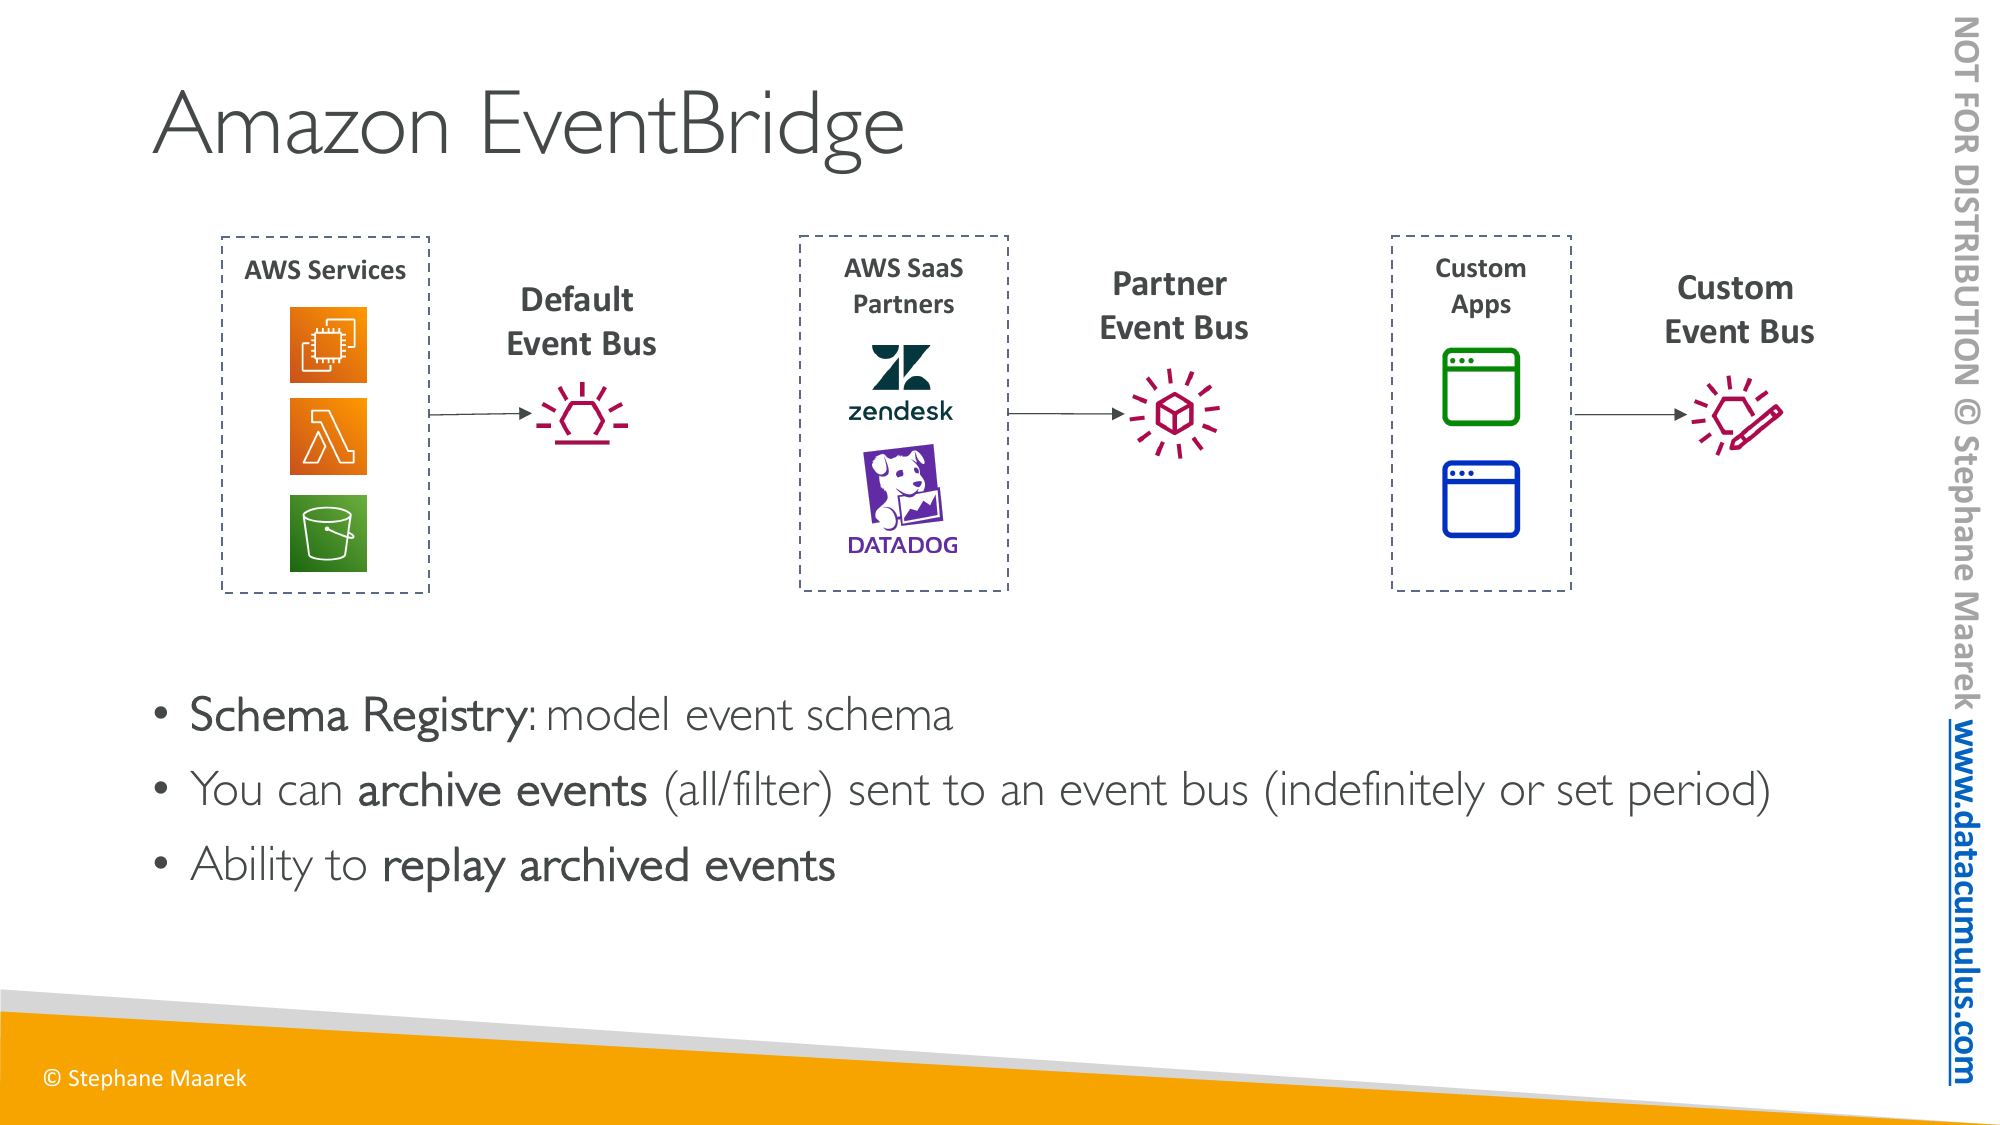 Amazon EventBridge
AWS Services
Default
Event Bus
AWS SaaS
Partners
zendesk
DATADOG
Partner
Event Bus
Custom
Apps
Custom
Event Bus
• Schema Registry: model event schema
• You can archive events (all/filter) sent to an event bus (indefinitely or set period)
• Ability to replay archived events
© Stephane Maarek
NOT FOR DISTRIBUTION © Stephane Maarek www.datacumulus.com